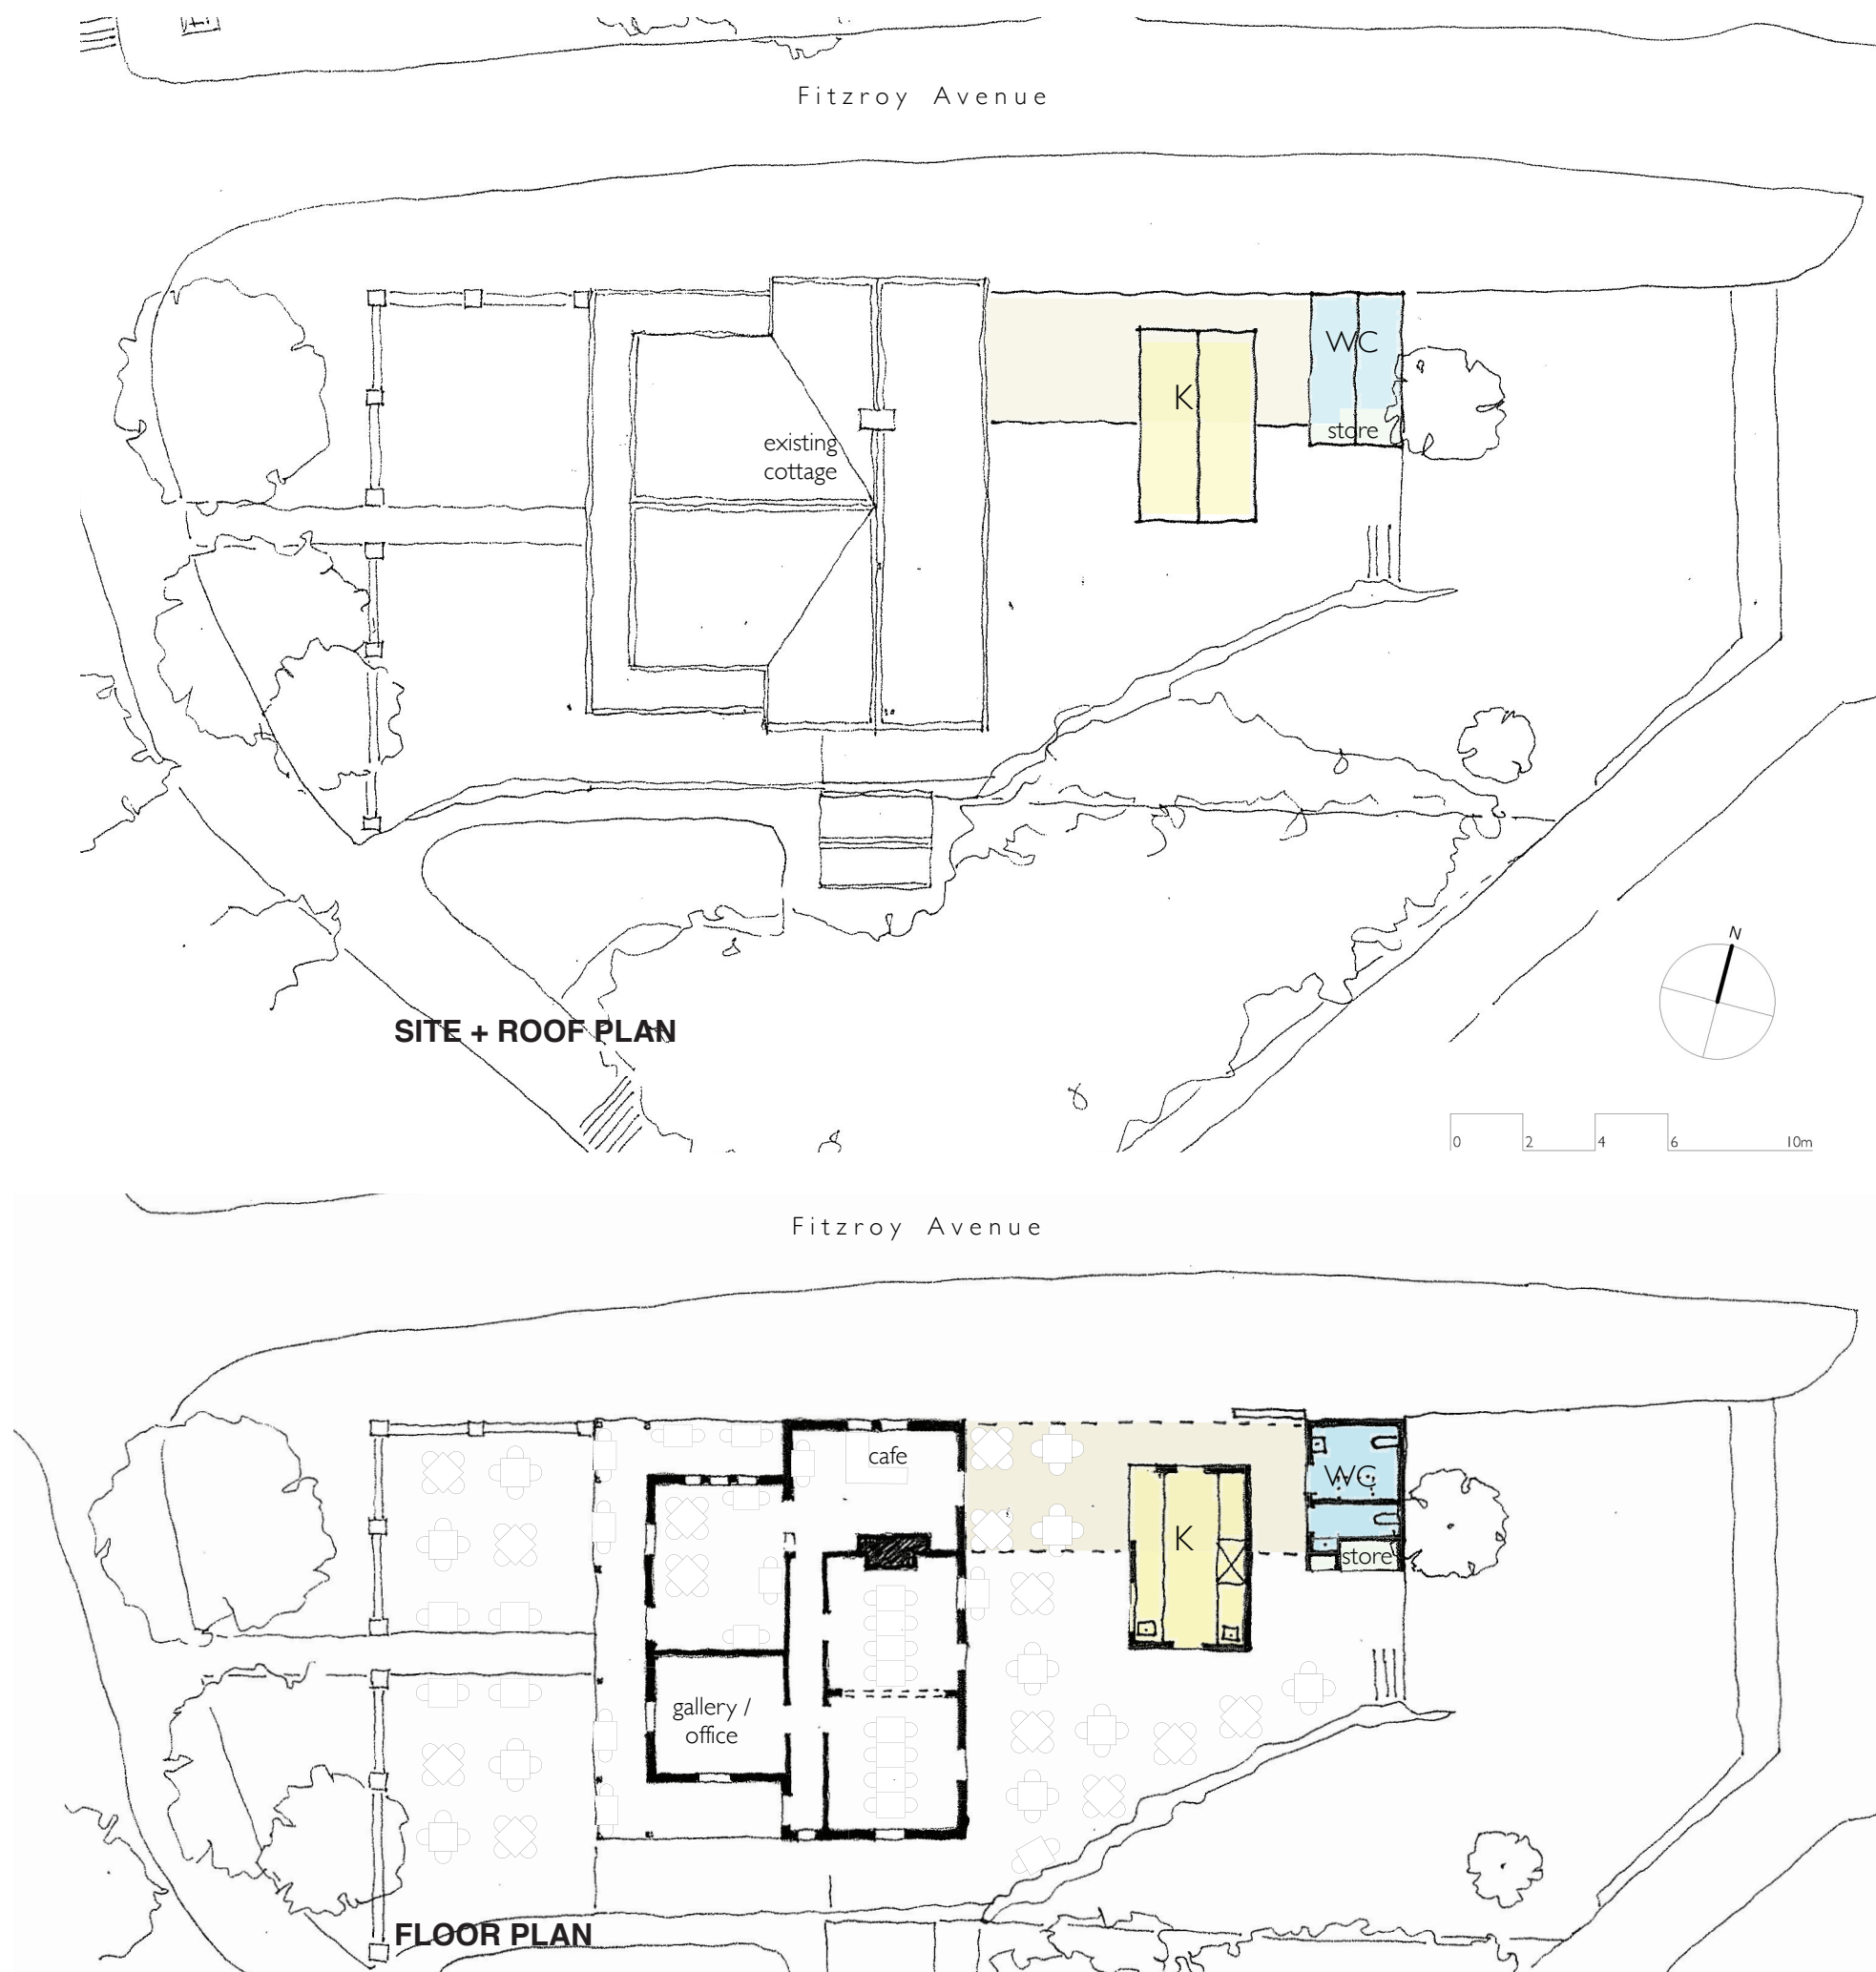 Fitzroy Avenue
WC
K
store
existing
cottage
N
SITE + ROOF PLAN
0 2 4 6 10m
Fitzroy Avenue
cafe
WC
K
store
gallery /
office
FLOOR PLAN